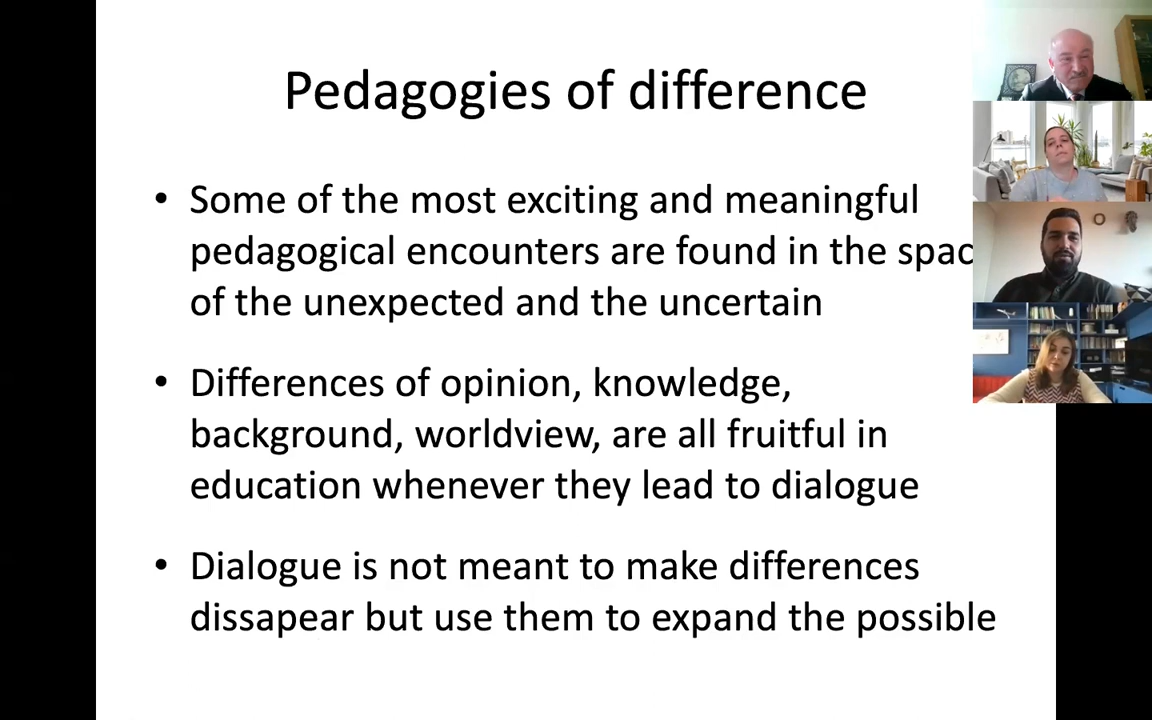 Pedagogies of difference
• Some of the most exciting and meaningful
pedagogical encounters are found in the spac
of the unexpected and the uncertain
• Differences of opinion, knowledge,
background, worldview, are all fruitful in
education whenever they lead to dialogue
• Dialogue is not meant to make differences
dissapear but use them to expand the possible